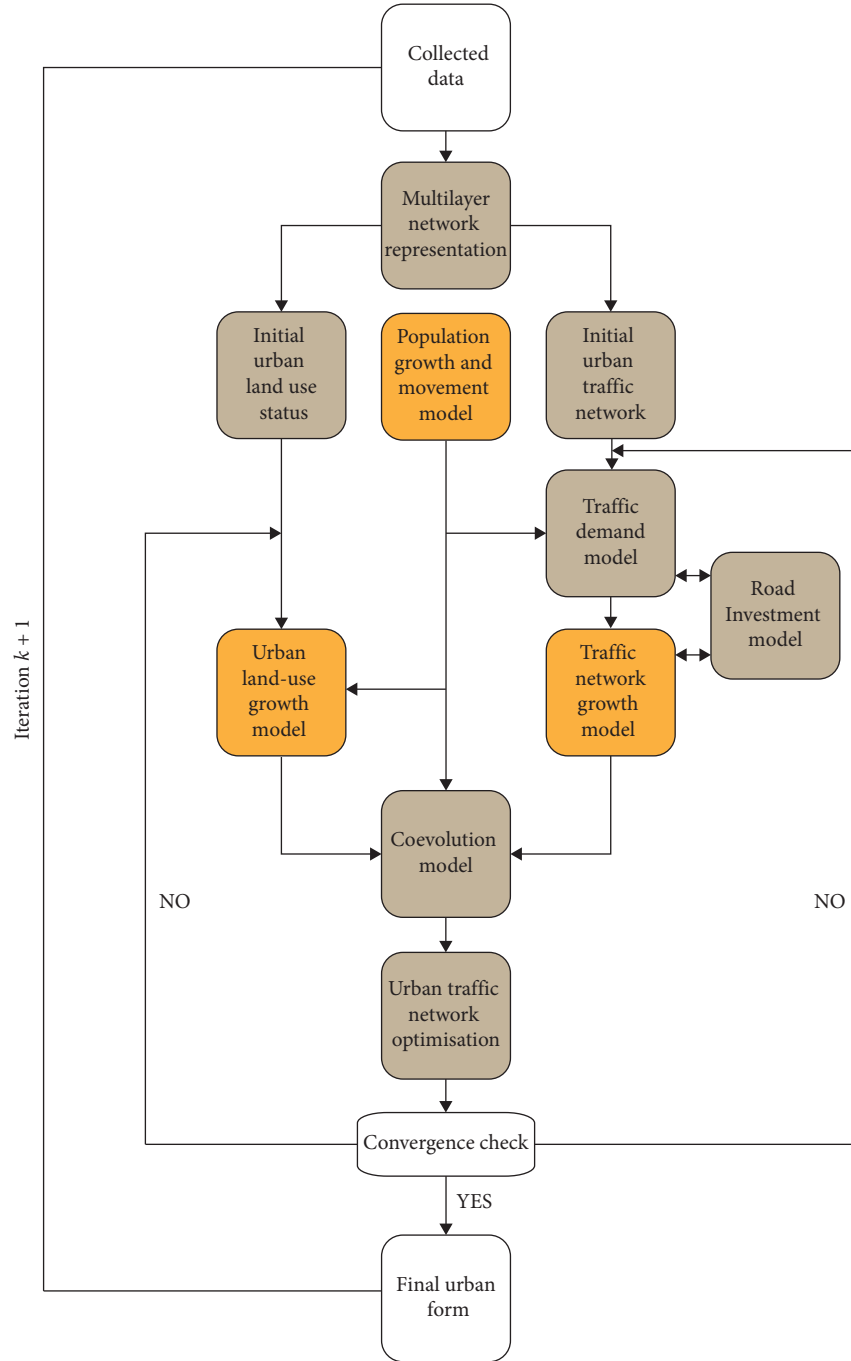 Collected
data
Multilayer
network
representation
Initial
urban
land use
status
Population
growth and
movement
model
Initial
urban
traffic
network
Traffic
demand
model
Road
Investment
model
Urban
land-use
growth
model
Traffic
network
growth
model
Iteration k + 1
Coevolution
model
NO
NO
Urban traffic
network
optimisation
Convergence check
YES
Final urban
form